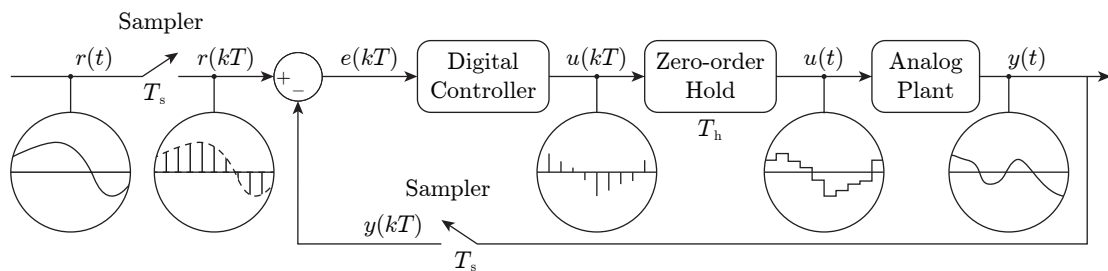 Sampler
r(t)
r(kT)
T_s
+
−
e(kT)
Digital
Controller
u(kT)
Zero-order
Hold
T_h
u(t)
Analog
Plant
y(t)
Sampler
y(kT)
T_s